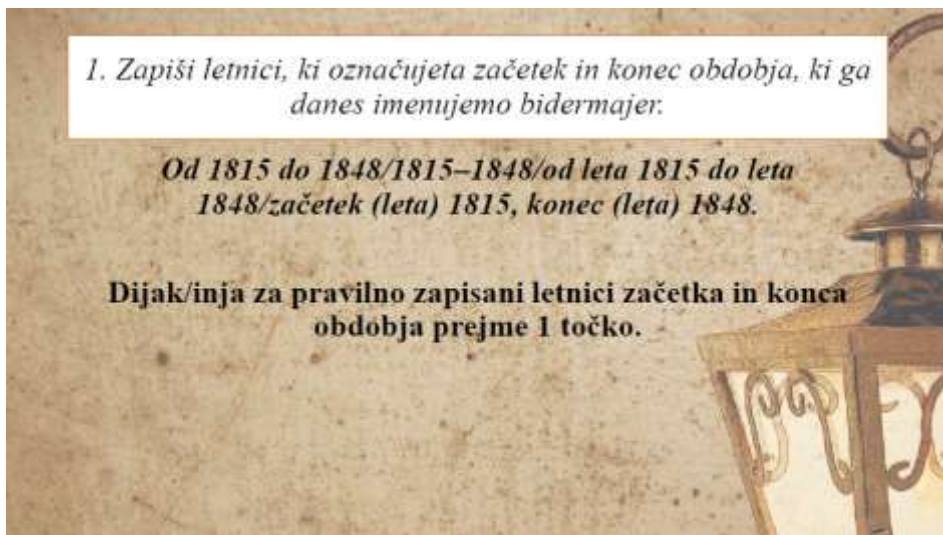 1. Zapiši letnici, ki označujeta začetek in konec obdobja, ki ga
danes imenujemo bidermajer.
Od 1815 do 1848/1815–1848/od leta 1815 do leta
1848/začetek (leta) 1815, konec (leta) 1848.
Dijak/inja za pravilno zapisani letnici začetka in konca
obdobja prejme 1 točko.